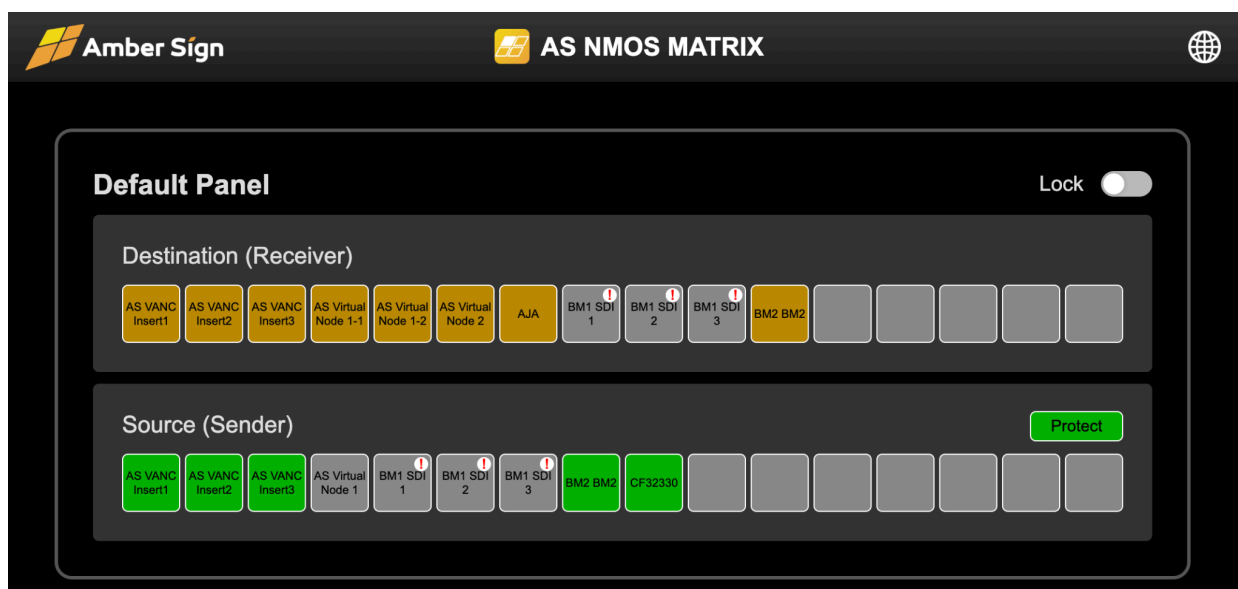 Amber Sign
AS NMOS MATRIX
Default Panel
Lock
Destination (Receiver)
AS VANC
Insert1
AS VANC
Insert2
AS VANC
Insert3
AS Virtual
Node 1-1
AS Virtual
Node 1-2
AS Virtual
Node 2
AJA
!
BM1 SDI
1
!
BM1 SDI
2
!
BM1 SDI
3
BM2 BM2
Source (Sender)
Protect
AS VANC
Insert1
AS VANC
Insert2
AS VANC
Insert3
AS Virtual
Node 1
!
BM1 SDI
1
!
BM1 SDI
2
!
BM1 SDI
3
BM2 BM2
CF32330